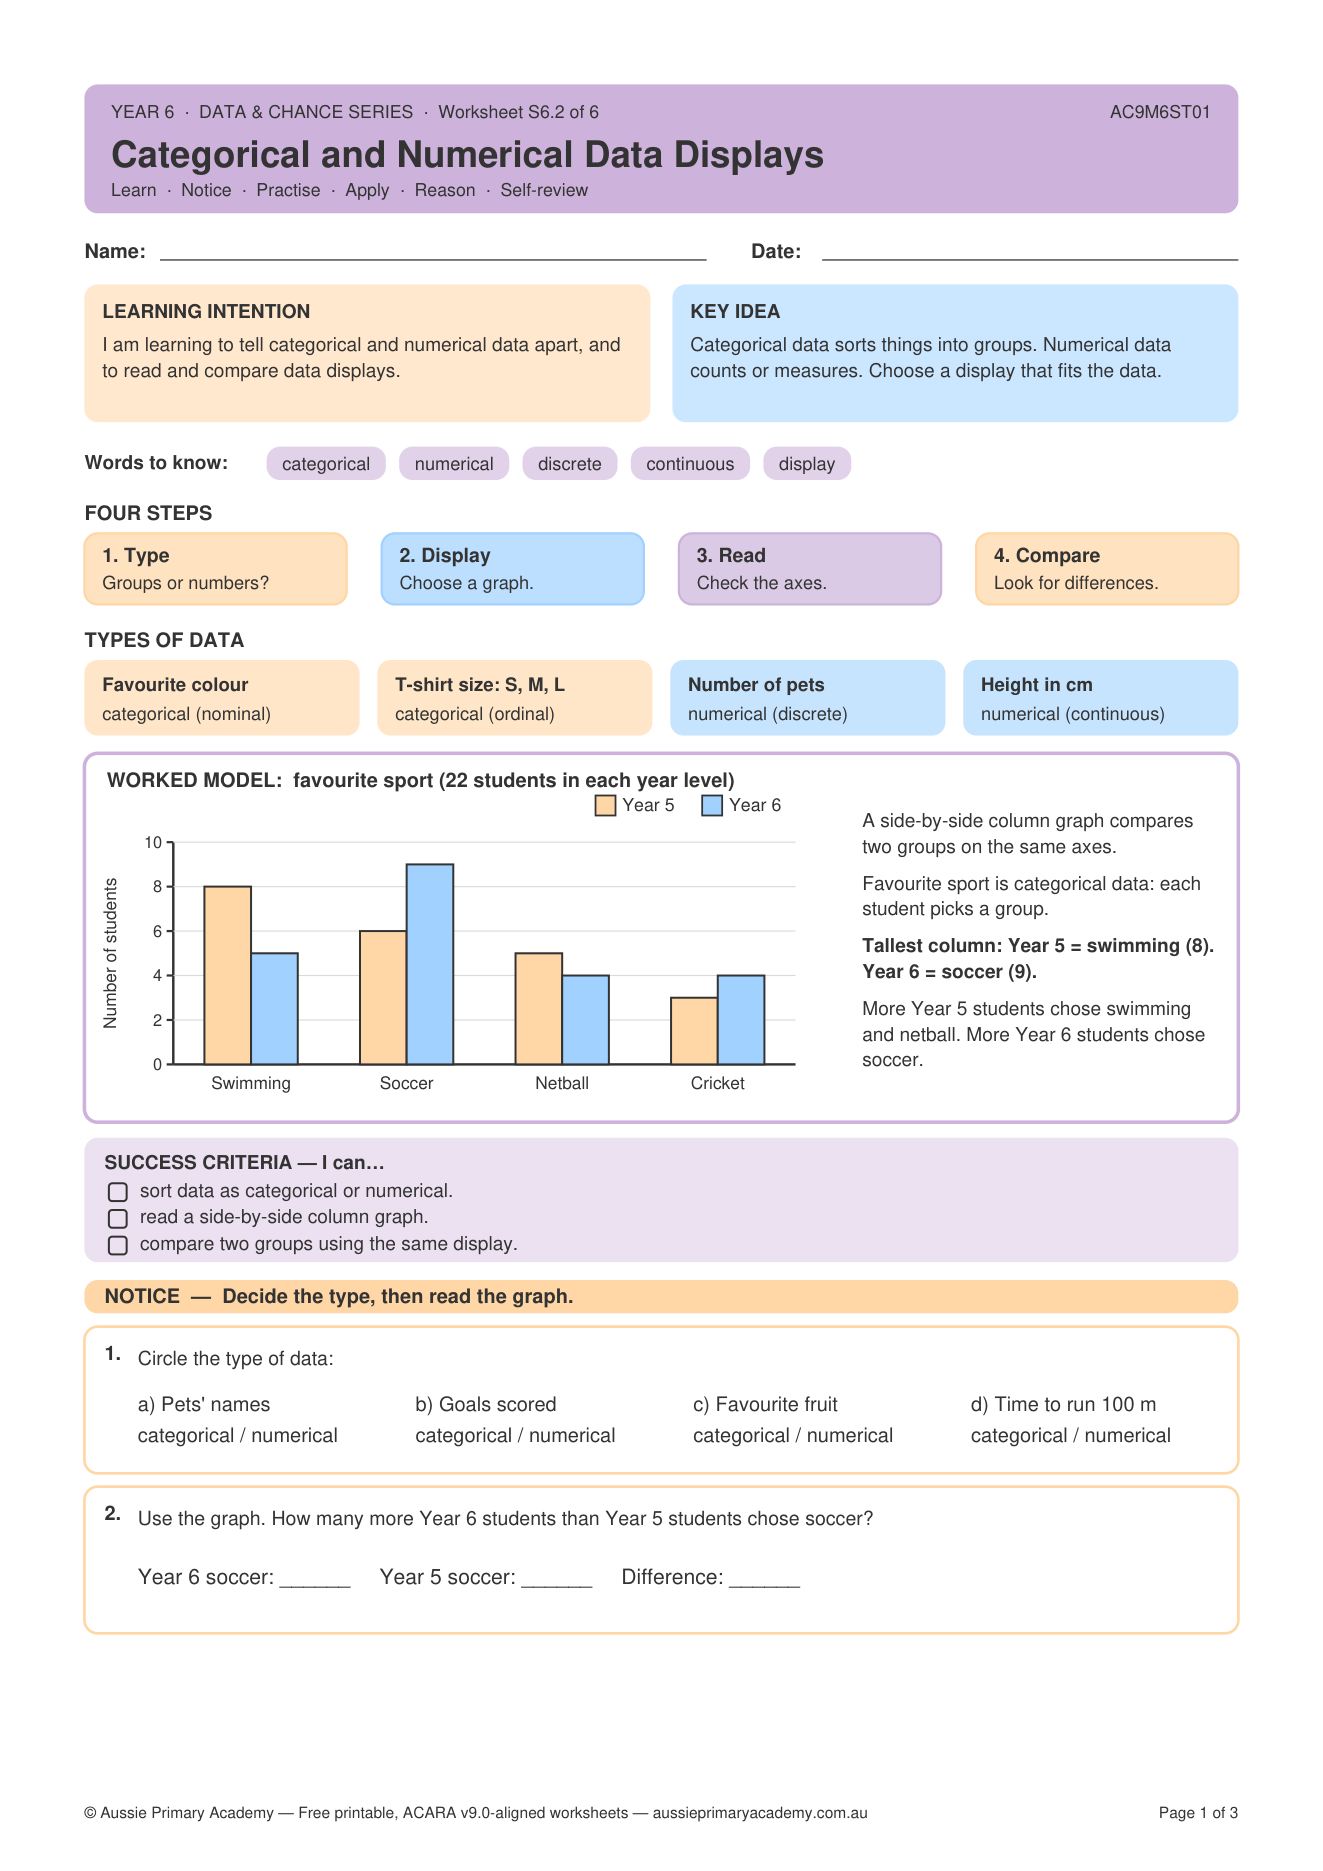 YEAR 6 · DATA & CHANCE SERIES · Worksheet S6.2 of 6 AC9M6ST01
Categorical and Numerical Data Displays
Learn · Notice · Practise · Apply · Reason · Self-review
Name: Date:
LEARNING INTENTION
I am learning to tell categorical and numerical data apart, and
to read and compare data displays.
KEY IDEA
Categorical data sorts things into groups. Numerical data
counts or measures. Choose a display that fits the data.
Words to know: categorical numerical discrete continuous display
FOUR STEPS
1. Type
Groups or numbers?
2. Display
Choose a graph.
3. Read
Check the axes.
4. Compare
Look for differences.
TYPES OF DATA
Favourite colour
categorical (nominal)
T-shirt size: S, M, L
categorical (ordinal)
Number of pets
numerical (discrete)
Height in cm
numerical (continuous)
WORKED MODEL: favourite sport (22 students in each year level)
Year 5 Year 6
Number of students
10
8
6
4
2
0
Swimming Soccer Netball Cricket
A side-by-side column graph compares
two groups on the same axes.
Favourite sport is categorical data: each
student picks a group.
Tallest column: Year 5 = swimming (8).
Year 6 = soccer (9).
More Year 5 students chose swimming
and netball. More Year 6 students chose
soccer.
SUCCESS CRITERIA — I can…
sort data as categorical or numerical.
read a side-by-side column graph.
compare two groups using the same display.
NOTICE — Decide the type, then read the graph.
1. Circle the type of data:
a) Pets' names b) Goals scored c) Favourite fruit d) Time to run 100 m
categorical / numerical categorical / numerical categorical / numerical categorical / numerical
2. Use the graph. How many more Year 6 students than Year 5 students chose soccer?
Year 6 soccer: ______ Year 5 soccer: ______ Difference: ______
© Aussie Primary Academy — Free printable, ACARA v9.0-aligned worksheets — aussieprimaryacademy.com.au Page 1 of 3